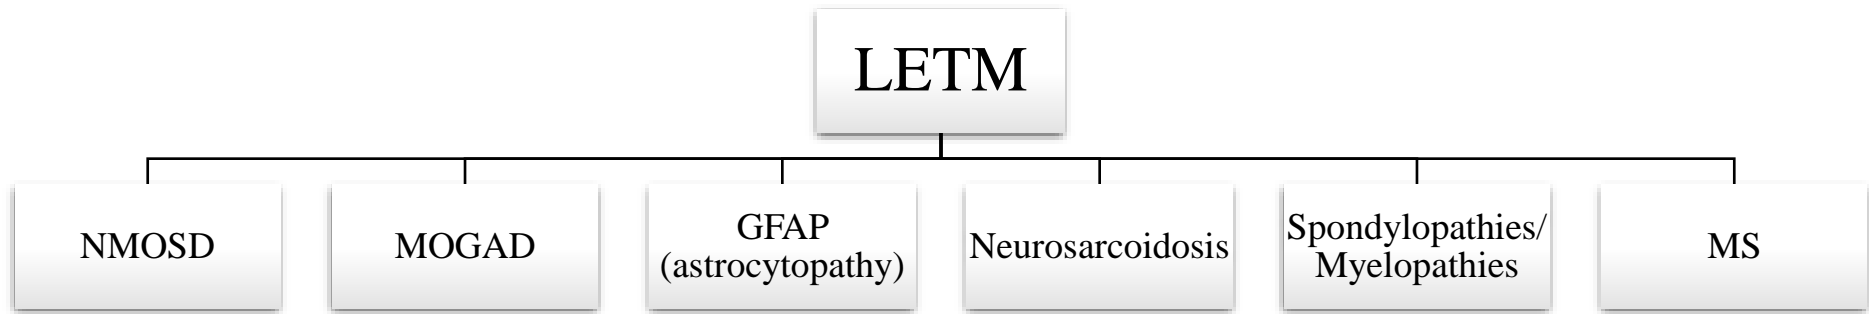 LETM
NMOSD
MOGAD
GFAP
(astrocytopathy)
Neurosarcoidosis
Spondylopathies/
Myelopathies
MS